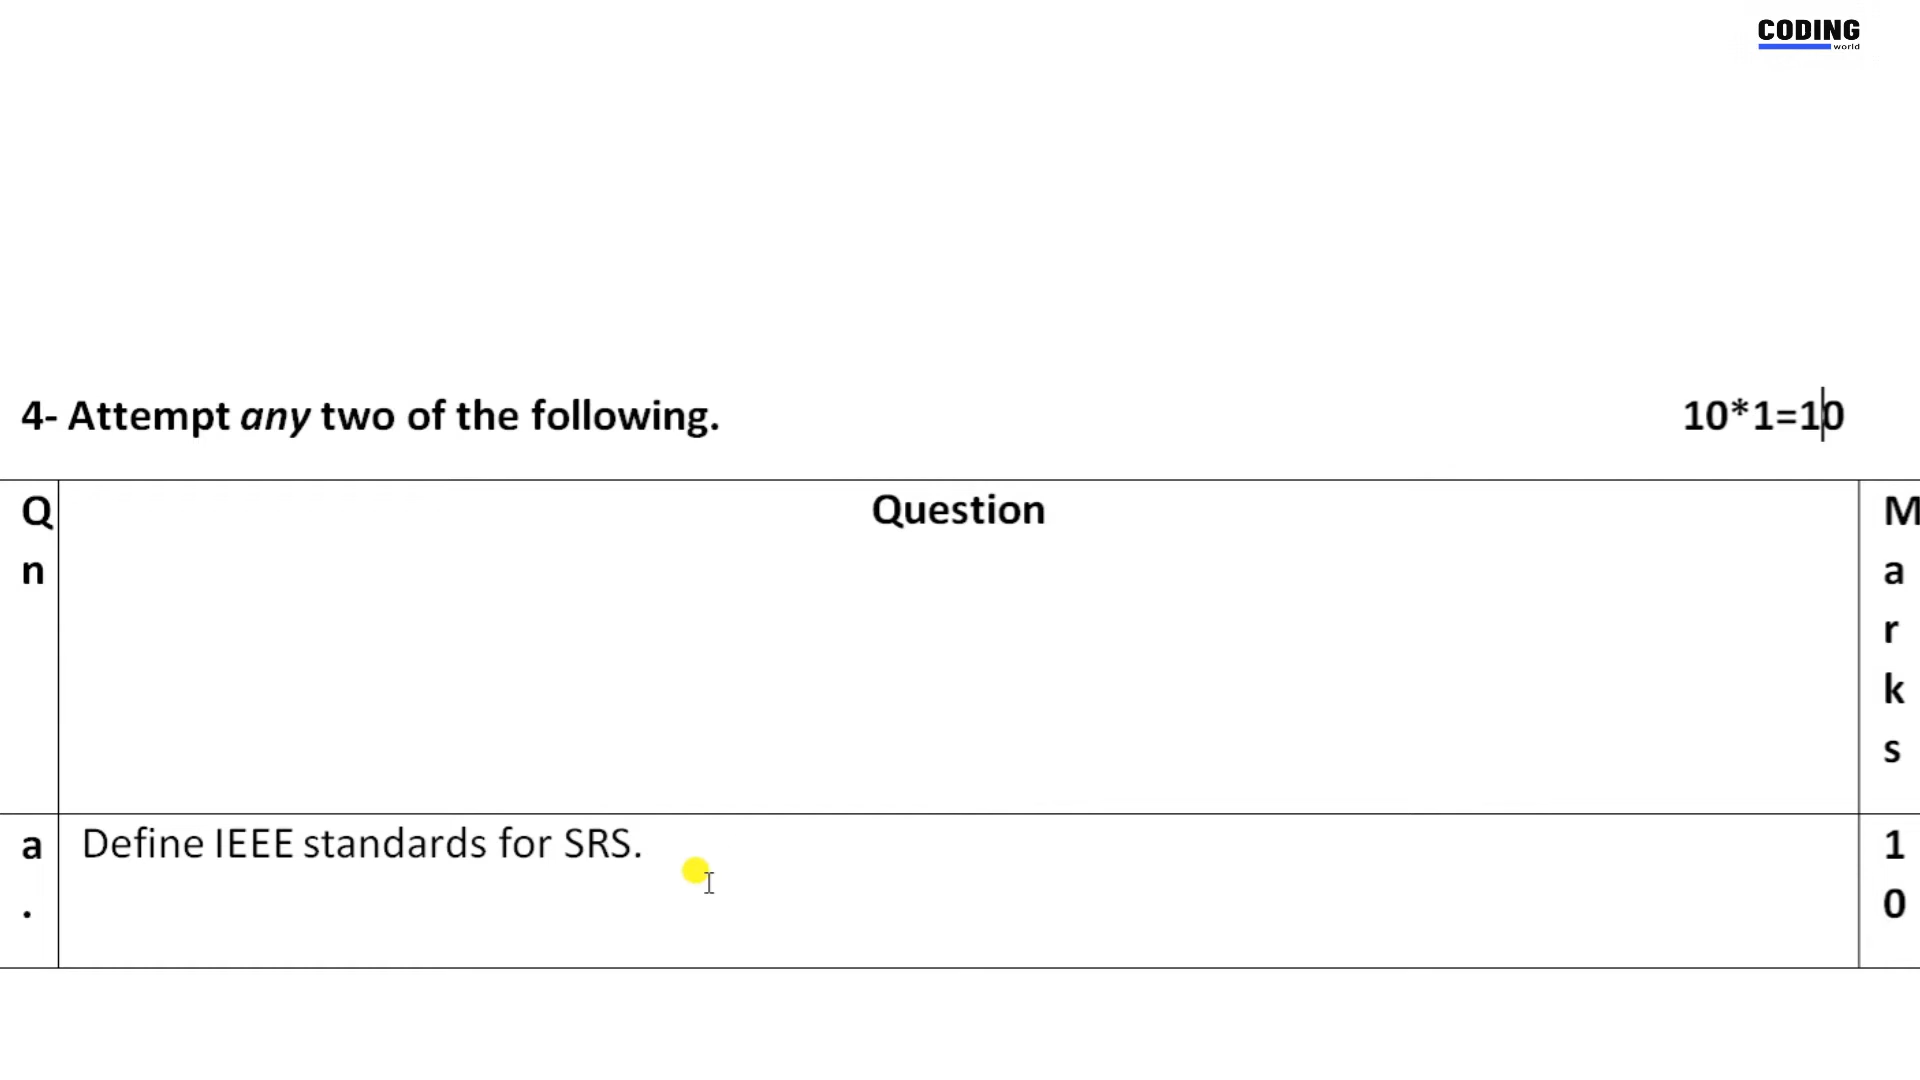 CODING
world
4- Attempt any two of the following. 10*1=10
Q
n
Question
M
a
r
k
s
a
.
Define IEEE standards for SRS.
1
0